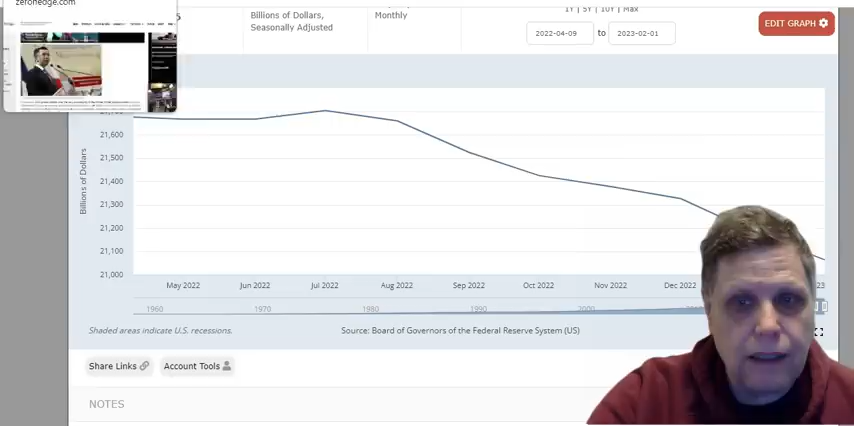 zerohedge.com
Billions of Dollars,
Seasonally Adjusted
Monthly
1Y | 5Y | 10Y | Max
2022-04-09 to 2023-02-01
EDIT GRAPH
Billions of Dollars
21,600
21,500
21,400
21,300
21,200
21,100
21,000
May 2022 Jun 2022 Jul 2022 Aug 2022 Sep 2022 Oct 2022 Nov 2022 Dec 2022
1960 1970 1980 1990 2000
Shaded areas indicate U.S. recessions.
Source: Board of Governors of the Federal Reserve System (US)
Share Links
Account Tools
NOTES